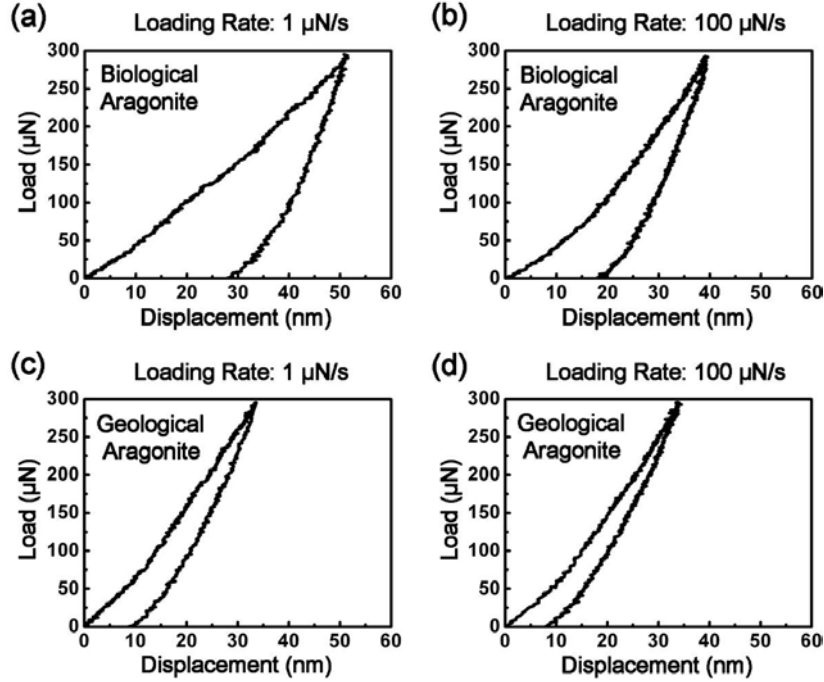 (a) Loading Rate: 1 μN/s
Biological
Aragonite
Load (μN)
300
250
200
150
100
50
0
0 10 20 30 40 50 60
Displacement (nm)
(b) Loading Rate: 100 μN/s
Biological
Aragonite
Load (μN)
300
250
200
150
100
50
0
0 10 20 30 40 50 60
Displacement (nm)
(c) Loading Rate: 1 μN/s
Geological
Aragonite
Load (μN)
300
250
200
150
100
50
0
0 10 20 30 40 50 60
Displacement (nm)
(d) Loading Rate: 100 μN/s
Geological
Aragonite
Load (μN)
300
250
200
150
100
50
0
0 10 20 30 40 50 60
Displacement (nm)